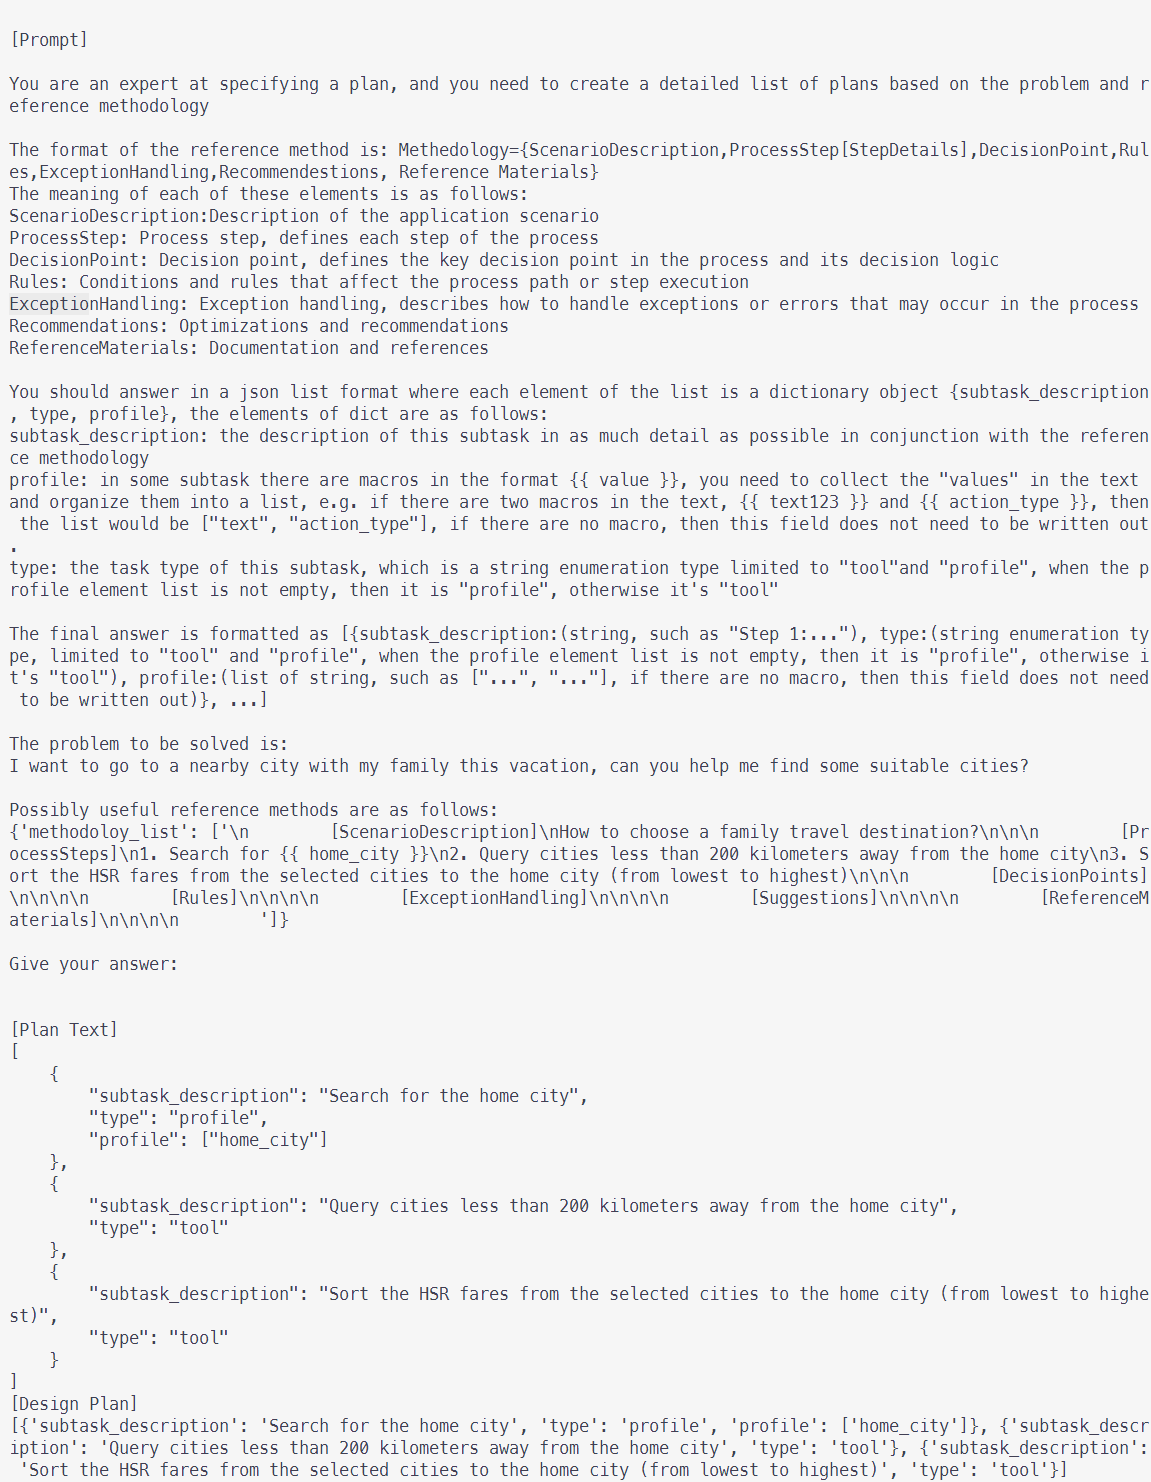 [Prompt]
You are an expert at specifying a plan, and you need to create a detailed list of plans based on the problem and r
eference methodology
The format of the reference method is: Methedology={ScenarioDescription,ProcessStep[StepDetails],DecisionPoint,Rul
es,ExceptionHandling,Recommendestions, Reference Materials}
The meaning of each of these elements is as follows:
ScenarioDescription:Description of the application scenario
ProcessStep: Process step, defines each step of the process
DecisionPoint: Decision point, defines the key decision point in the process and its decision logic
Rules: Conditions and rules that affect the process path or step execution
ExceptionHandling: Exception handling, describes how to handle exceptions or errors that may occur in the process
Recommendations: Optimizations and recommendations
ReferenceMaterials: Documentation and references
You should answer in a json list format where each element of the list is a dictionary object {subtask_description
, type, profile}, the elements of dict are as follows:
subtask_description: the description of this subtask in as much detail as possible in conjunction with the referen
ce methodology
profile: in some subtask there are macros in the format {{ value }}, you need to collect the "values" in the text
and organize them into a list, e.g. if there are two macros in the text, {{ text123 }} and {{ action_type }}, then
the list would be ["text", "action_type"], if there are no macro, then this field does not need to be written out
.
type: the task type of this subtask, which is a string enumeration type limited to "tool"and "profile", when the p
rofile element list is not empty, then it is "profile", otherwise it's "tool"
The final answer is formatted as [{subtask_description:(string, such as "Step 1:..."), type:(string enumeration ty
pe, limited to "tool" and "profile", when the profile element list is not empty, then it is "profile", otherwise i
t's "tool"), profile:(list of string, such as ["...", "..."], if there are no macro, then this field does not need
to be written out)}, ...]
The problem to be solved is:
I want to go to a nearby city with my family this vacation, can you help me find some suitable cities?
Possibly useful reference methods are as follows:
{'methodoloy_list': ['\n        [ScenarioDescription]\nHow to choose a family travel destination?\n\n\n        [Pr
ocessSteps]\n1. Search for {{ home_city }}\n2. Query cities less than 200 kilometers away from the home city\n3. S
ort the HSR fares from the selected cities to the home city (from lowest to highest)\n\n\n        [DecisionPoints]
\n\n\n\n        [Rules]\n\n\n\n        [ExceptionHandling]\n\n\n\n        [Suggestions]\n\n\n\n        [ReferenceM
aterials]\n\n\n\n        ']}
Give your answer:
[Plan Text]
[
    {
        "subtask_description": "Search for the home city",
        "type": "profile",
        "profile": ["home_city"]
    },
    {
        "subtask_description": "Query cities less than 200 kilometers away from the home city",
        "type": "tool"
    },
    {
        "subtask_description": "Sort the HSR fares from the selected cities to the home city (from lowest to highe
st)",
        "type": "tool"
    }
]
[Design Plan]
[{'subtask_description': 'Search for the home city', 'type': 'profile', 'profile': ['home_city']}, {'subtask_descr
iption': 'Query cities less than 200 kilometers away from the home city', 'type': 'tool'}, {'subtask_description':
'Sort the HSR fares from the selected cities to the home city (from lowest to highest)', 'type': 'tool'}]